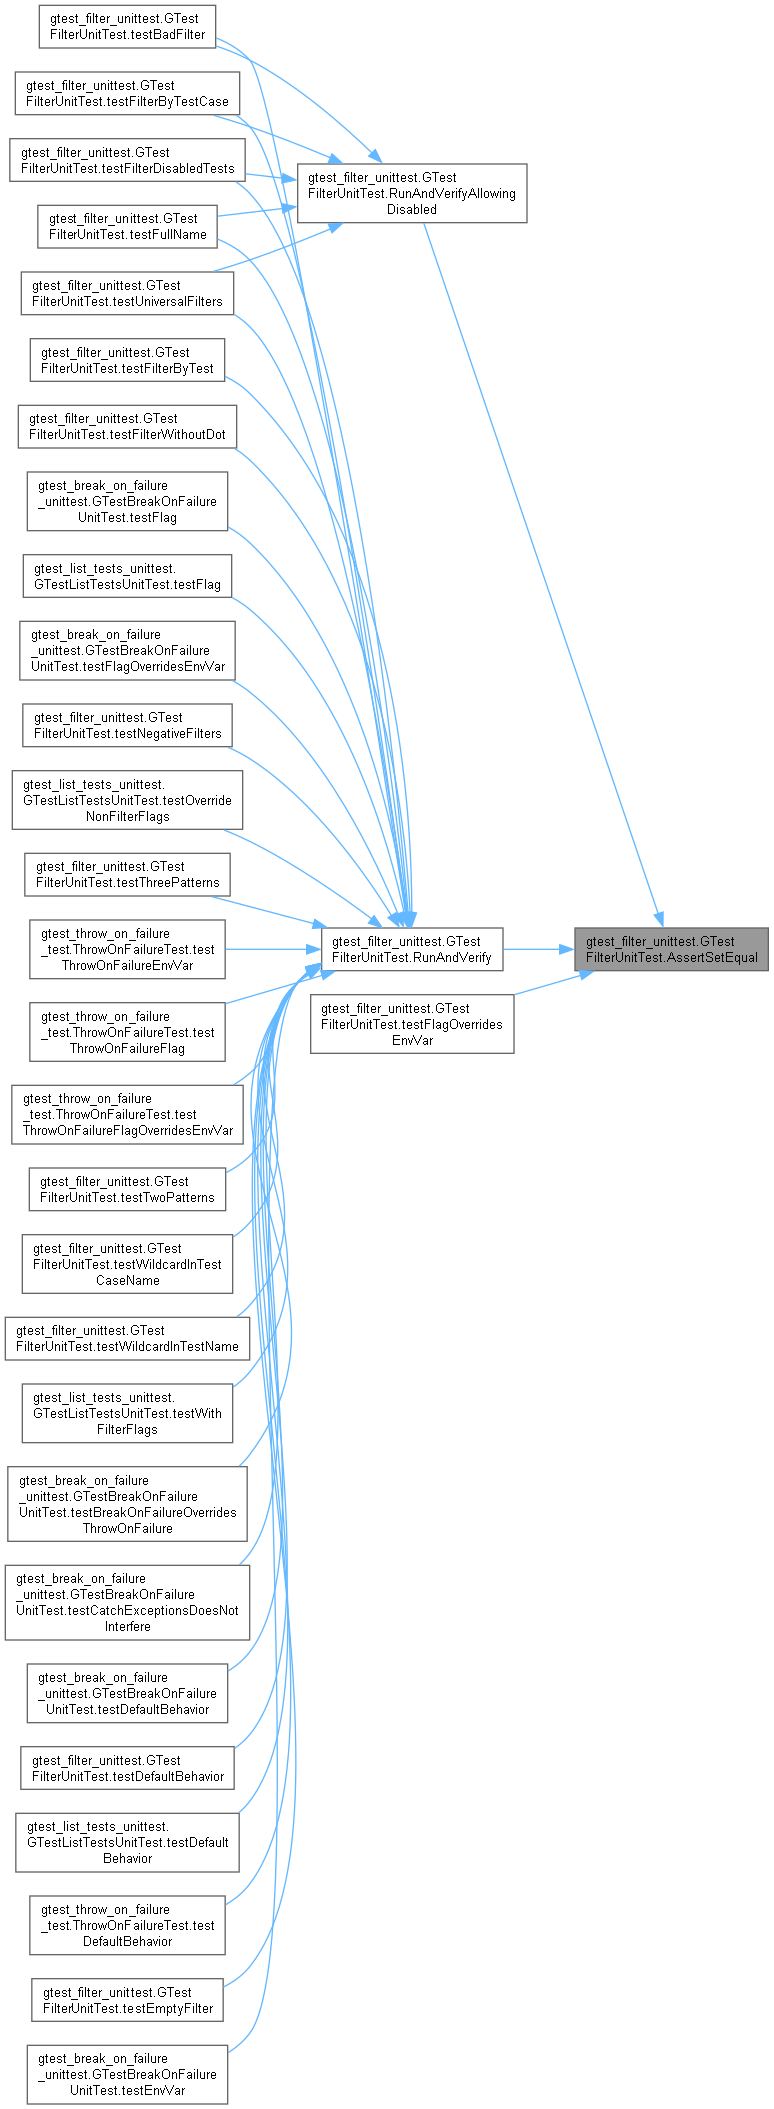 gtest_filter_unittest.GTest
FilterUnitTest.testBadFilter
gtest_filter_unittest.GTest
FilterUnitTest.testFilterByTestCase
gtest_filter_unittest.GTest
FilterUnitTest.testFilterDisabledTests
gtest_filter_unittest.GTest
FilterUnitTest.RunAndVerifyAllowing
Disabled
gtest_filter_unittest.GTest
FilterUnitTest.testFullName
gtest_filter_unittest.GTest
FilterUnitTest.testUniversalFilters
gtest_filter_unittest.GTest
FilterUnitTest.testFilterByTest
gtest_filter_unittest.GTest
FilterUnitTest.testFilterWithoutDot
gtest_break_on_failure
_unittest.GTestBreakOnFailure
UnitTest.testFlag
gtest_list_tests_unittest.
GTestListTestsUnitTest.testFlag
gtest_break_on_failure
_unittest.GTestBreakOnFailure
UnitTest.testFlagOverridesEnvVar
gtest_filter_unittest.GTest
FilterUnitTest.testNegativeFilters
gtest_list_tests_unittest.
GTestListTestsUnitTest.testOverride
NonFilterFlags
gtest_filter_unittest.GTest
FilterUnitTest.testThreePatterns
gtest_throw_on_failure
_test.ThrowOnFailureTest.test
ThrowOnFailureEnvVar
gtest_filter_unittest.GTest
FilterUnitTest.RunAndVerify
gtest_filter_unittest.GTest
FilterUnitTest.AssertSetEqual
gtest_throw_on_failure
_test.ThrowOnFailureTest.test
ThrowOnFailureFlag
gtest_filter_unittest.GTest
FilterUnitTest.testFlagOverrides
EnvVar
gtest_throw_on_failure
_test.ThrowOnFailureTest.test
ThrowOnFailureFlagOverridesEnvVar
gtest_filter_unittest.GTest
FilterUnitTest.testTwoPatterns
gtest_filter_unittest.GTest
FilterUnitTest.testWildcardInTest
CaseName
gtest_filter_unittest.GTest
FilterUnitTest.testWildcardInTestName
gtest_list_tests_unittest.
GTestListTestsUnitTest.testWith
FilterFlags
gtest_break_on_failure
_unittest.GTestBreakOnFailure
UnitTest.testBreakOnFailureOverrides
ThrowOnFailure
gtest_break_on_failure
_unittest.GTestBreakOnFailure
UnitTest.testCatchExceptionsDoesNot
Interfere
gtest_break_on_failure
_unittest.GTestBreakOnFailure
UnitTest.testDefaultBehavior
gtest_filter_unittest.GTest
FilterUnitTest.testDefaultBehavior
gtest_list_tests_unittest.
GTestListTestsUnitTest.testDefault
Behavior
gtest_throw_on_failure
_test.ThrowOnFailureTest.test
DefaultBehavior
gtest_filter_unittest.GTest
FilterUnitTest.testEmptyFilter
gtest_break_on_failure
_unittest.GTestBreakOnFailure
UnitTest.testEnvVar